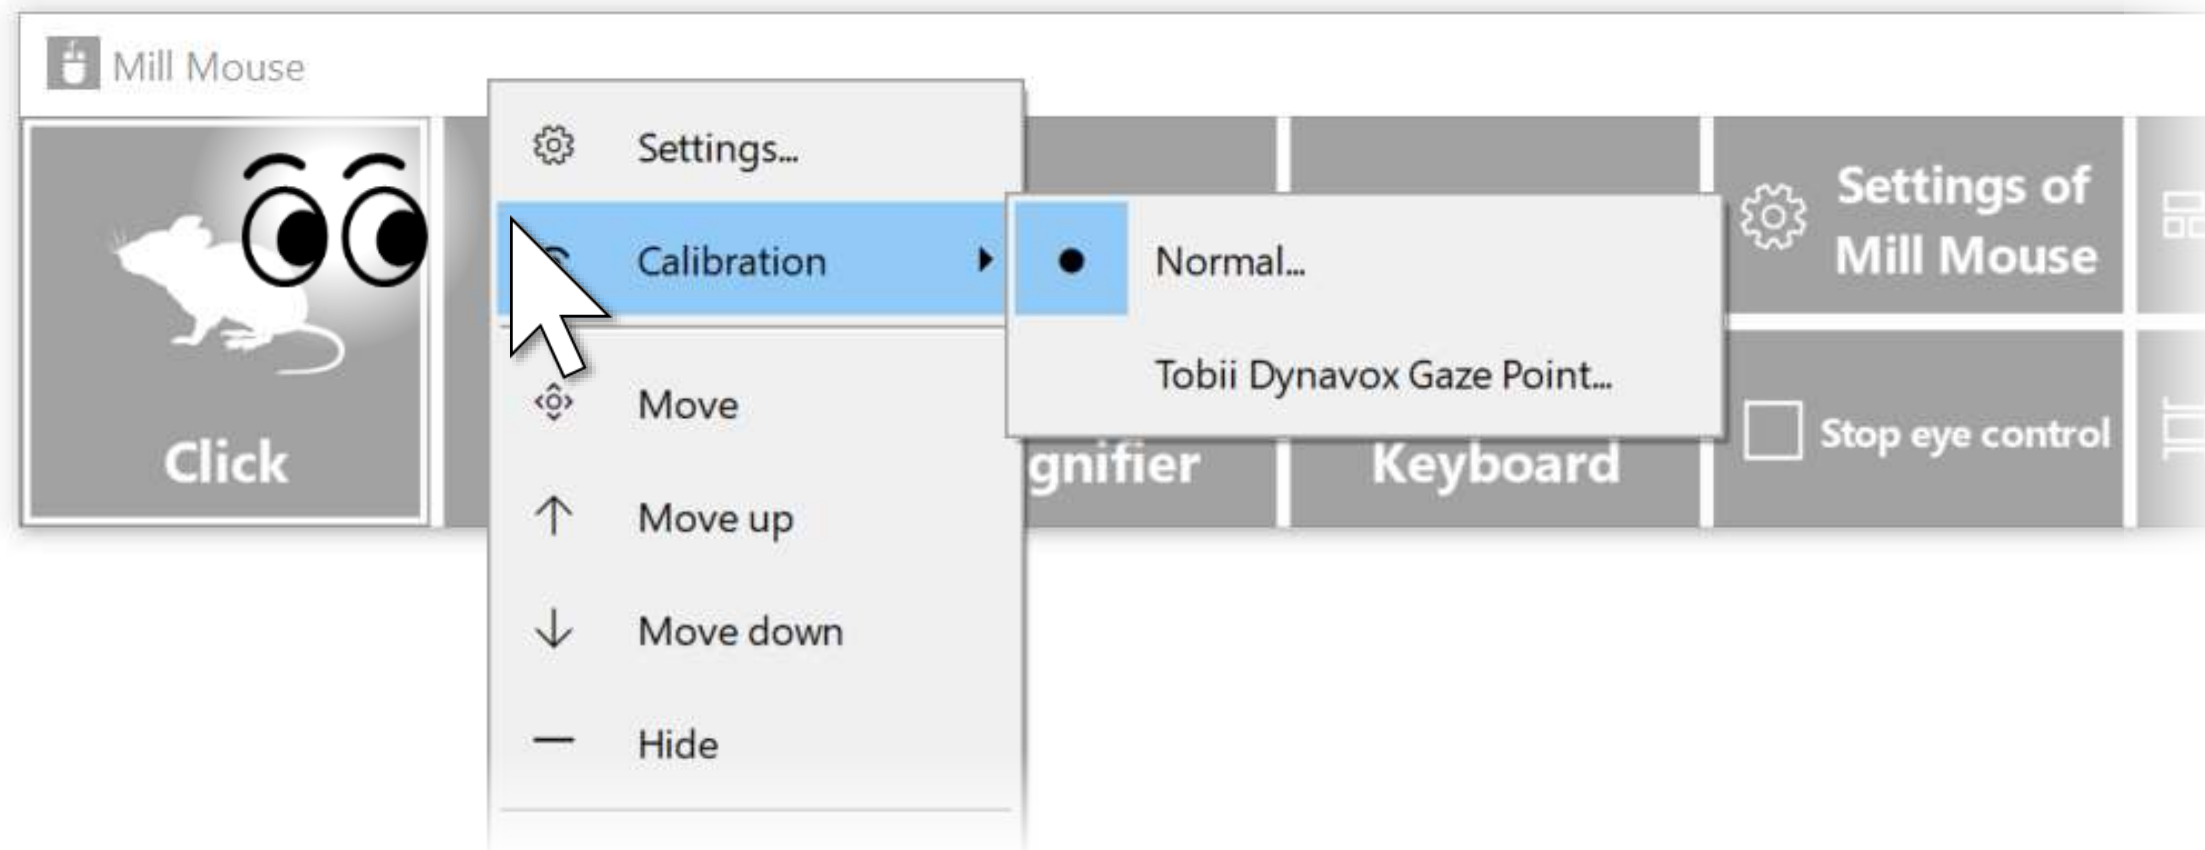 Mill Mouse
Settings...
Calibration
Normal...
Tobii Dynavox Gaze Point...
Move
Move up
Move down
Hide
Click
gnifier
Keyboard
Settings of
Mill Mouse
Stop eye control